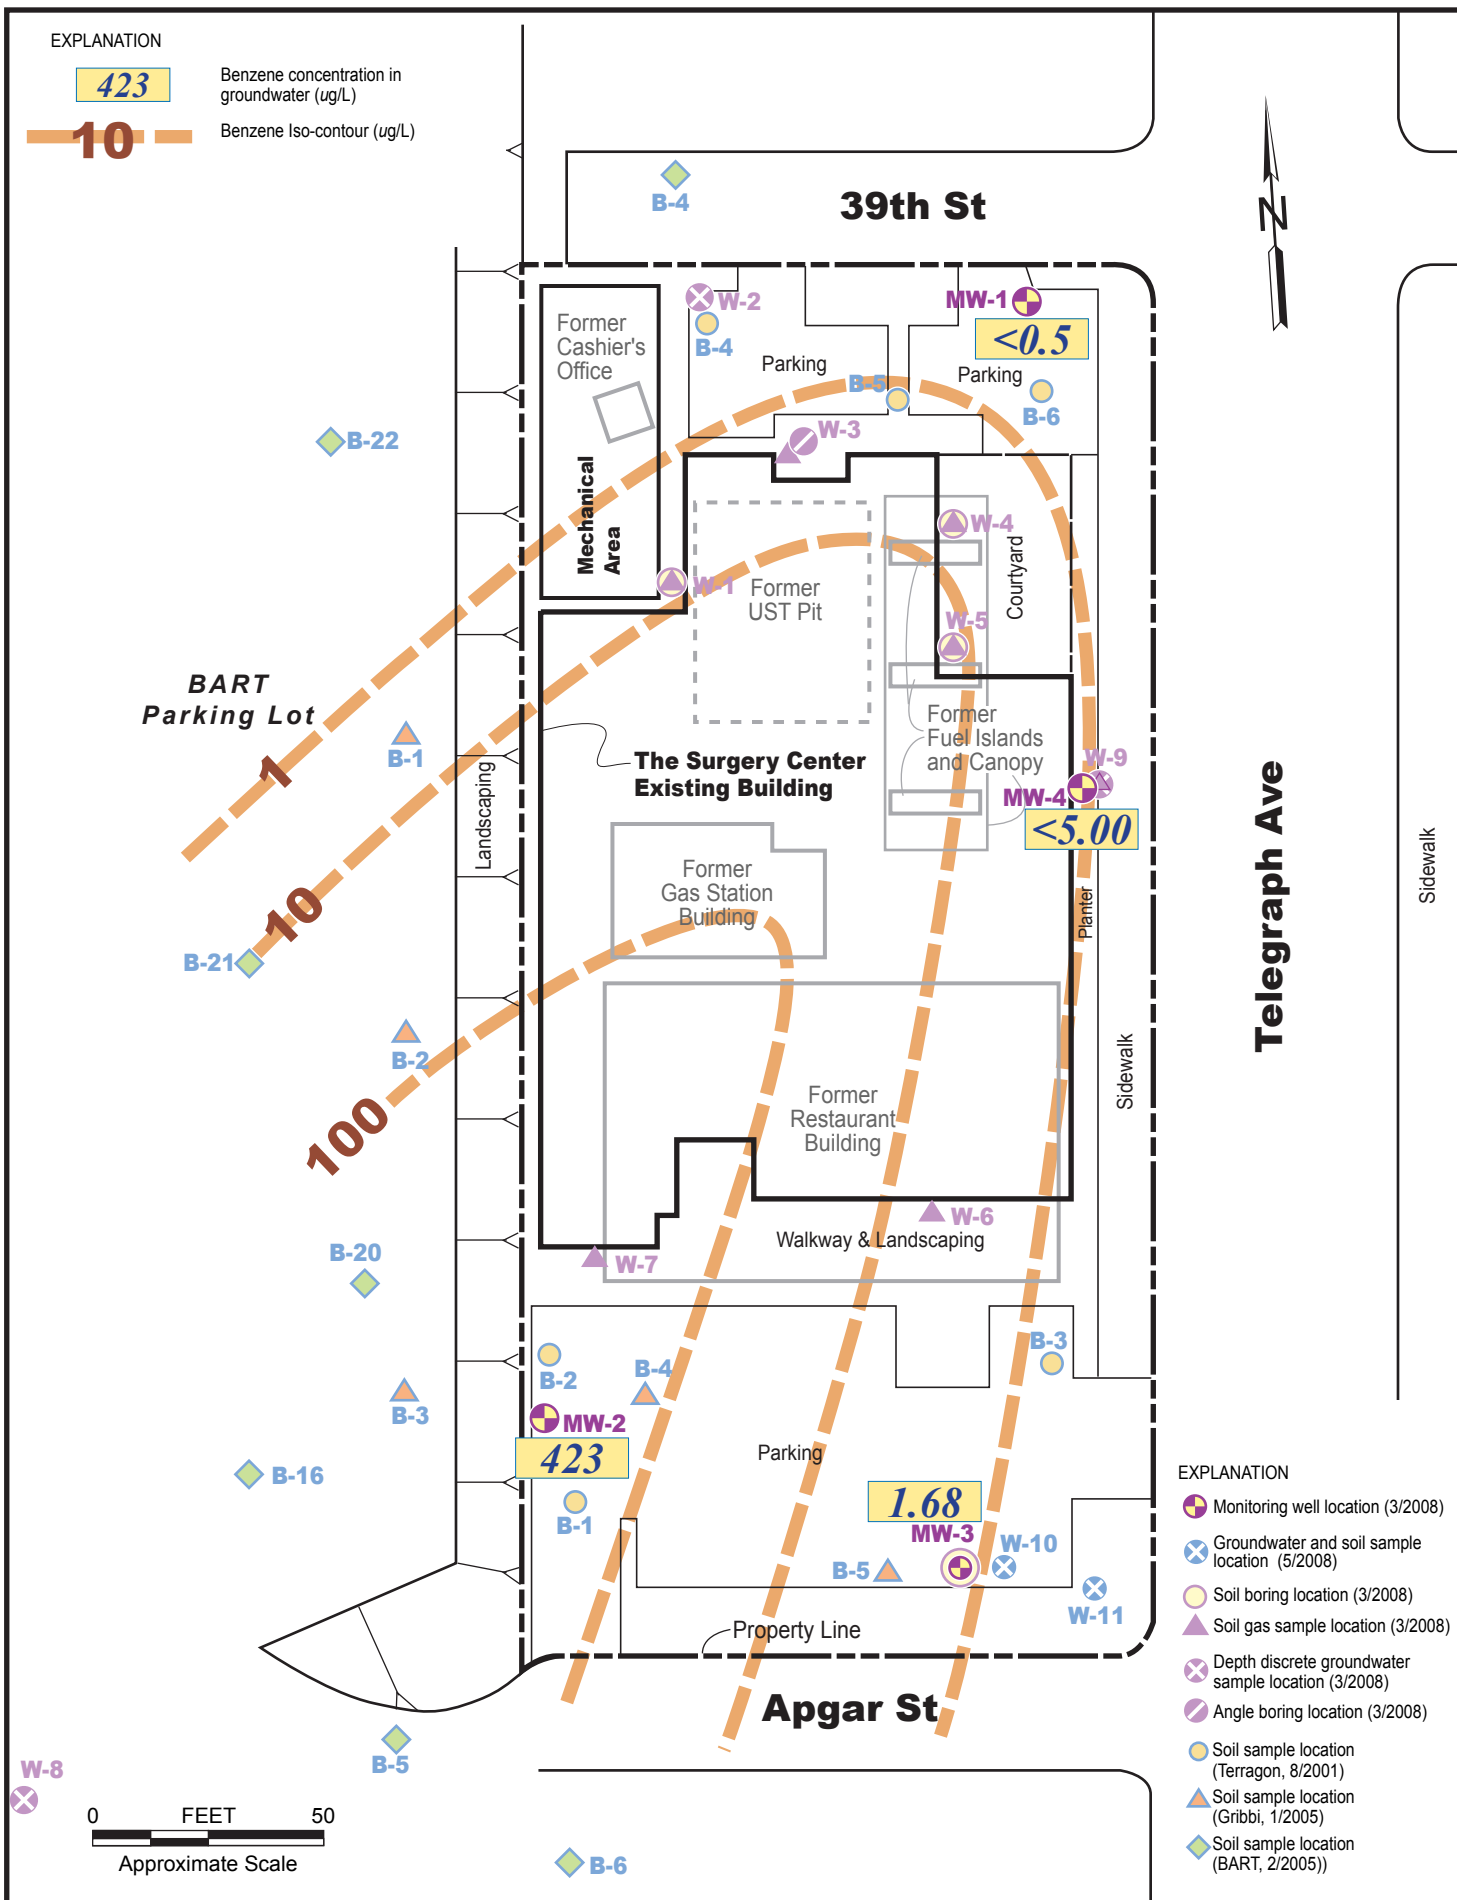 EXPLANATION
423
Benzene concentration in
groundwater (ug/L)
10
Benzene Iso-contour (ug/L)
B-4
39th St
N
W-2
B-4
MW-1
<0.5
Former
Cashier's
Office
Parking
B-5
Parking
B-6
B-22
W-3
Mechanical
Area
W-4
Courtyard
W-1
Former
UST Pit
W-5
BART
Parking Lot
B-1
1
Landscaping
The Surgery Center
Existing Building
Former
Fuel Islands
and Canopy
W-9
MW-4
<5.00
Telegraph Ave
Sidewalk
Former
Gas Station
Building
Planter
10
B-21
B-2
100
Former
Restaurant
Building
Sidewalk
W-6
Walkway & Landscaping
W-7
B-20
B-2
B-4
B-3
B-3
MW-2
423
Parking
B-16
B-1
1.68
MW-3
W-10
B-5
W-11
Property Line
Apgar St
B-5
W-8
0 FEET 50
Approximate Scale
B-6
EXPLANATION
Monitoring well location (3/2008)
Groundwater and soil sample
location (5/2008)
Soil boring location (3/2008)
Soil gas sample location (3/2008)
Depth discrete groundwater
sample location (3/2008)
Angle boring location (3/2008)
Soil sample location
(Terragon, 8/2001)
Soil sample location
(Gribbi, 1/2005)
Soil sample location
(BART, 2/2005))